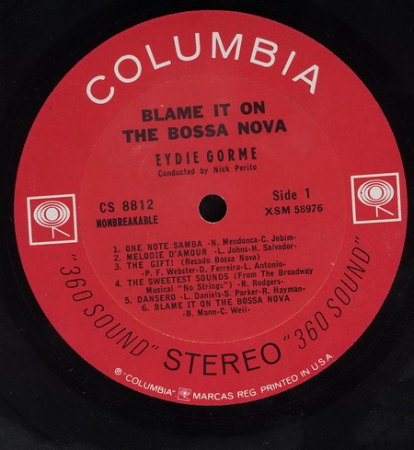 COLUMBIA
BLAME IT ON
THE BOSSA NOVA
EYDIE GORME
Conducted by Nick Perito
CS 8812
NONBREAKABLE
Side 1
XSM 58976
1. ONE NOTE SAMBA -N. Mendonca-C. Jobim-
2. MELODIE D'AMOUR -L. Johns-H. Salvador-
3. THE GIFT! (Recado Bossa Nova)
-P. F. Webster-D. Ferreira-L. Antonio-
4. THE SWEETEST SOUNDS (From The Broadway
Musical "No Strings") -R. Rodgers-
5. DANSERO -L. Daniels-S. Parker-R. Hayman-
6. BLAME IT ON THE BOSSA NOVA
-B. Mann-C. Weil-
"360 SOUND" STEREO "360 SOUND"
℗ "COLUMBIA" MARCAS REG. PRINTED IN U.S.A.